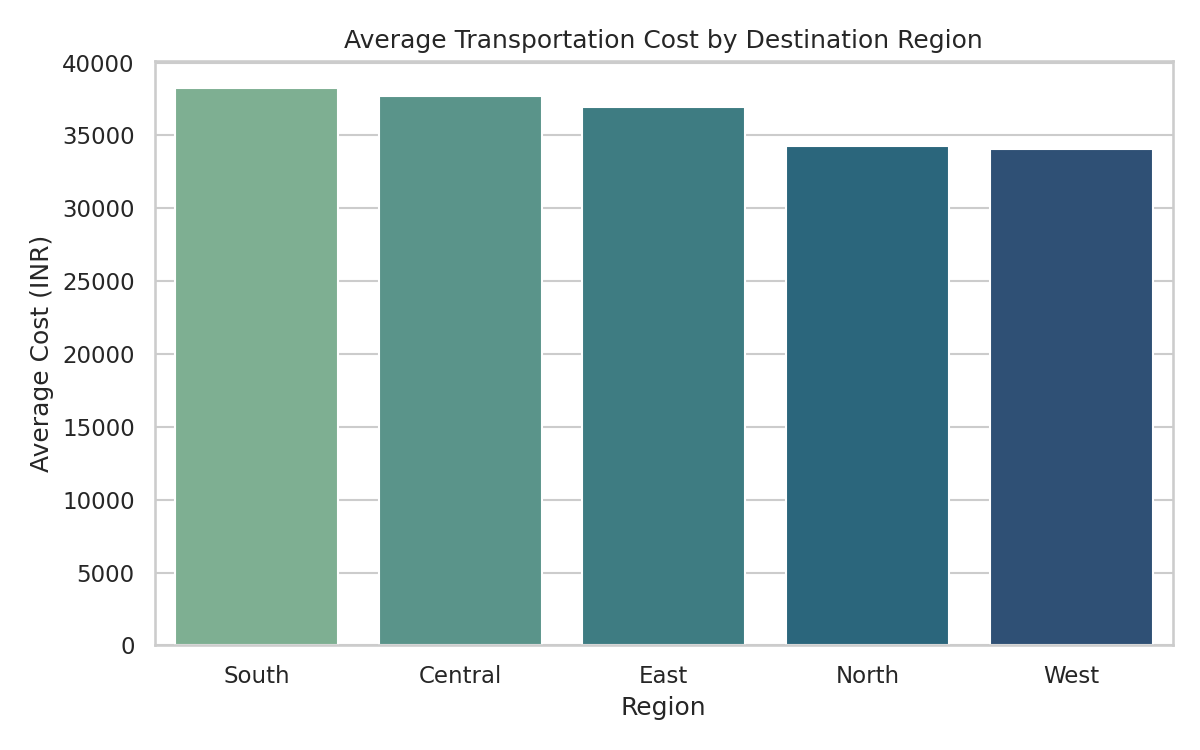 Average Transportation Cost by Destination Region
40000
35000
30000
25000
20000
15000
10000
5000
0
Average Cost (INR)
South Central East North West
Region